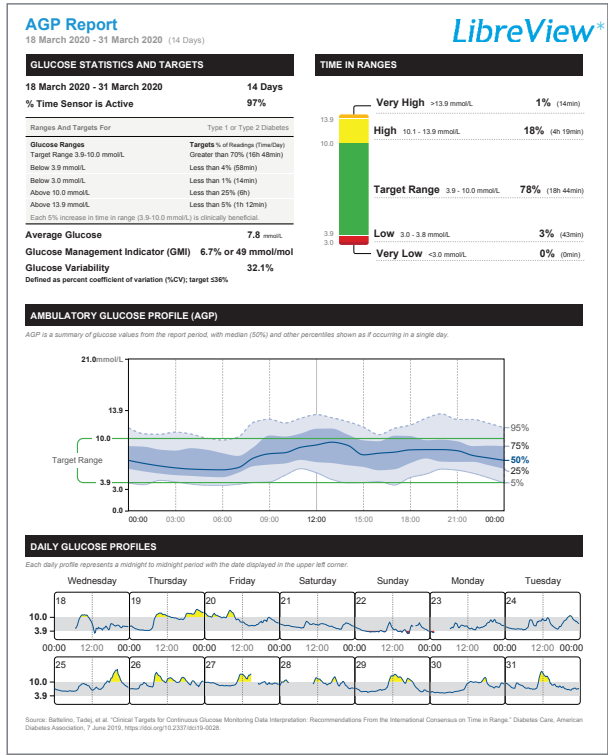 AGP Report
LibreView*
18 March 2020 - 31 March 2020 (14 Days)
GLUCOSE STATISTICS AND TARGETS
18 March 2020 - 31 March 2020 14 Days
% Time Sensor is Active 97%
Ranges And Targets For Type 1 or Type 2 Diabetes
Glucose Ranges Targets % of Readings (Time/Day)
Target Range 3.9-10.0 mmol/L Greater than 70% (16h 48min)
Below 3.9 mmol/L Less than 4% (58min)
Below 3.0 mmol/L Less than 1% (14min)
Above 10.0 mmol/L Less than 25% (6h)
Above 13.9 mmol/L Less than 5% (1h 12min)
Each 5% increase in time in range (3.9-10.0 mmol/L) is clinically beneficial.
Average Glucose 7.8 mmol/L
Glucose Management Indicator (GMI) 6.7% or 49 mmol/mol
Glucose Variability 32.1%
Defined as percent coefficient of variation (%CV); target ≤36%
TIME IN RANGES
Very High >13.9 mmol/L 1% (14min)
13.9
High 10.1 - 13.9 mmol/L 18% (4h 19min)
10.0
Target Range 3.9 - 10.0 mmol/L 78% (18h 44min)
3.9
Low 3.0 - 3.8 mmol/L 3% (43min)
3.0
Very Low <3.0 mmol/L 0% (0min)
AMBULATORY GLUCOSE PROFILE (AGP)
AGP is a summary of glucose values from the report period, with median (50%) and other percentiles shown as if occurring in a single day.
21.0mmol/L
13.9
95%
10.0
75%
Target Range
50%
25%
3.9
5%
3.0
0.0
00:00 03:00 06:00 09:00 12:00 15:00 18:00 21:00 00:00
DAILY GLUCOSE PROFILES
Each daily profile represents a midnight to midnight period with the date displayed in the upper left corner.
Wednesday Thursday Friday Saturday Sunday Monday Tuesday
18 19 20 21 22 23 24
10.0
3.9
00:00 12:00 00:00 12:00 00:00 12:00 00:00 12:00 00:00 12:00 00:00 12:00 00:00 12:00 00:00
25 26 27 28 29 30 31
10.0
3.9
Source: Battelino, Tadej, et al. "Clinical Targets for Continuous Glucose Monitoring Data Interpretation: Recommendations From the International Consensus on Time in Range." Diabetes Care, American
Diabetes Association, 7 June 2019, https://doi.org/10.2337/dci19-0028.